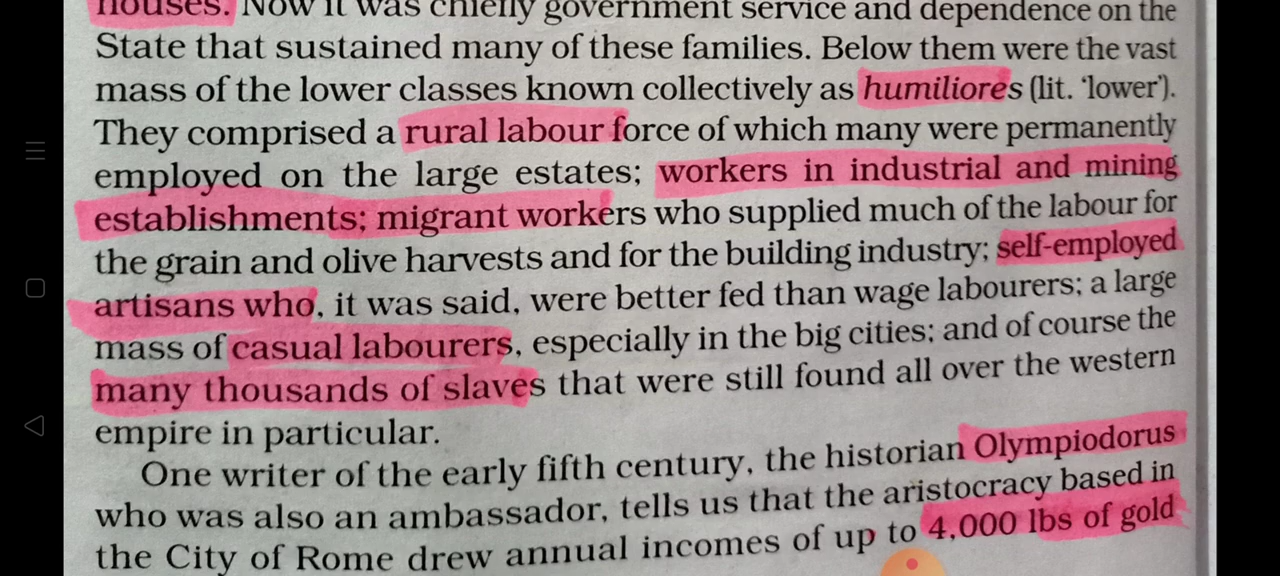 houses. Now it was chiefly government service and dependence on the
State that sustained many of these families. Below them were the vast
mass of the lower classes known collectively as humiliores (lit. ‘lower’).
They comprised a rural labour force of which many were permanently
employed on the large estates; workers in industrial and mining
establishments; migrant workers who supplied much of the labour for
the grain and olive harvests and for the building industry; self-employed
artisans who, it was said, were better fed than wage labourers; a large
mass of casual labourers, especially in the big cities; and of course the
many thousands of slaves that were still found all over the western
empire in particular.
One writer of the early fifth century, the historian Olympiodorus
who was also an ambassador, tells us that the aristocracy based in
the City of Rome drew annual incomes of up to 4,000 lbs of gold